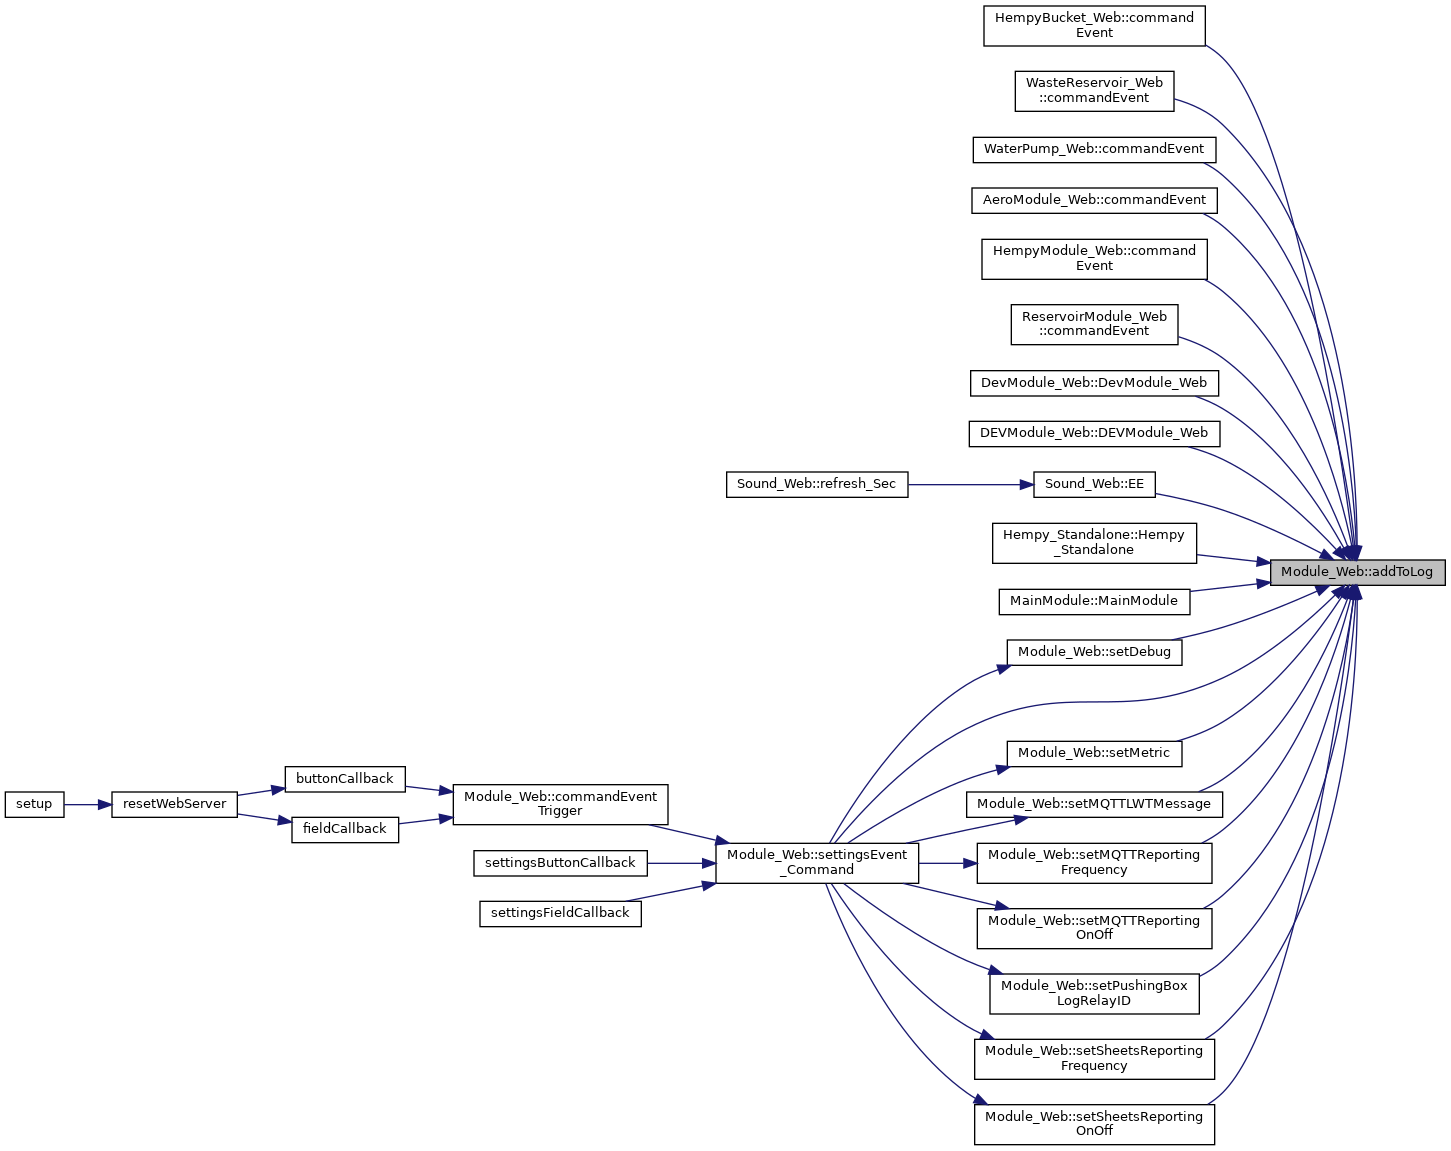 HempyBucket_Web::command
Event
WasteReservoir_Web
::commandEvent
WaterPump_Web::commandEvent
AeroModule_Web::commandEvent
HempyModule_Web::command
Event
ReservoirModule_Web
::commandEvent
DevModule_Web::DevModule_Web
DEVModule_Web::DEVModule_Web
Sound_Web::refresh_Sec
Sound_Web::EE
Hempy_Standalone::Hempy
_Standalone
Module_Web::addToLog
MainModule::MainModule
Module_Web::setDebug
Module_Web::setMetric
buttonCallback
setup
resetWebServer
Module_Web::commandEvent
Trigger
Module_Web::setMQTTLWTMessage
fieldCallback
settingsButtonCallback
Module_Web::settingsEvent
_Command
Module_Web::setMQTTReporting
Frequency
settingsFieldCallback
Module_Web::setMQTTReporting
OnOff
Module_Web::setPushingBox
LogRelayID
Module_Web::setSheetsReporting
Frequency
Module_Web::setSheetsReporting
OnOff